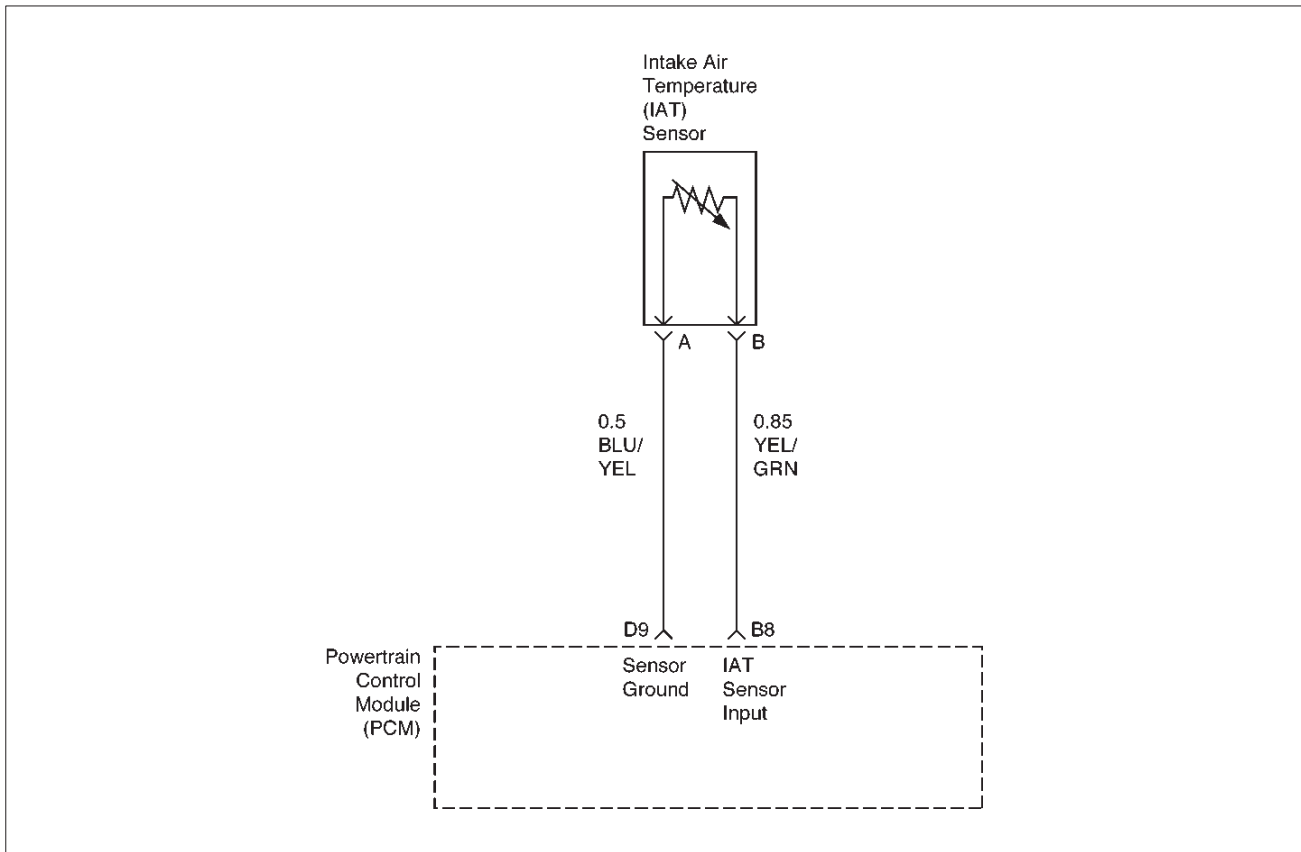 Intake Air
Temperature
(IAT)
Sensor
A
B
0.5
BLU/
YEL
0.85
YEL/
GRN
D9
B8
Powertrain
Control
Module
(PCM)
Sensor
Ground
IAT
Sensor
Input